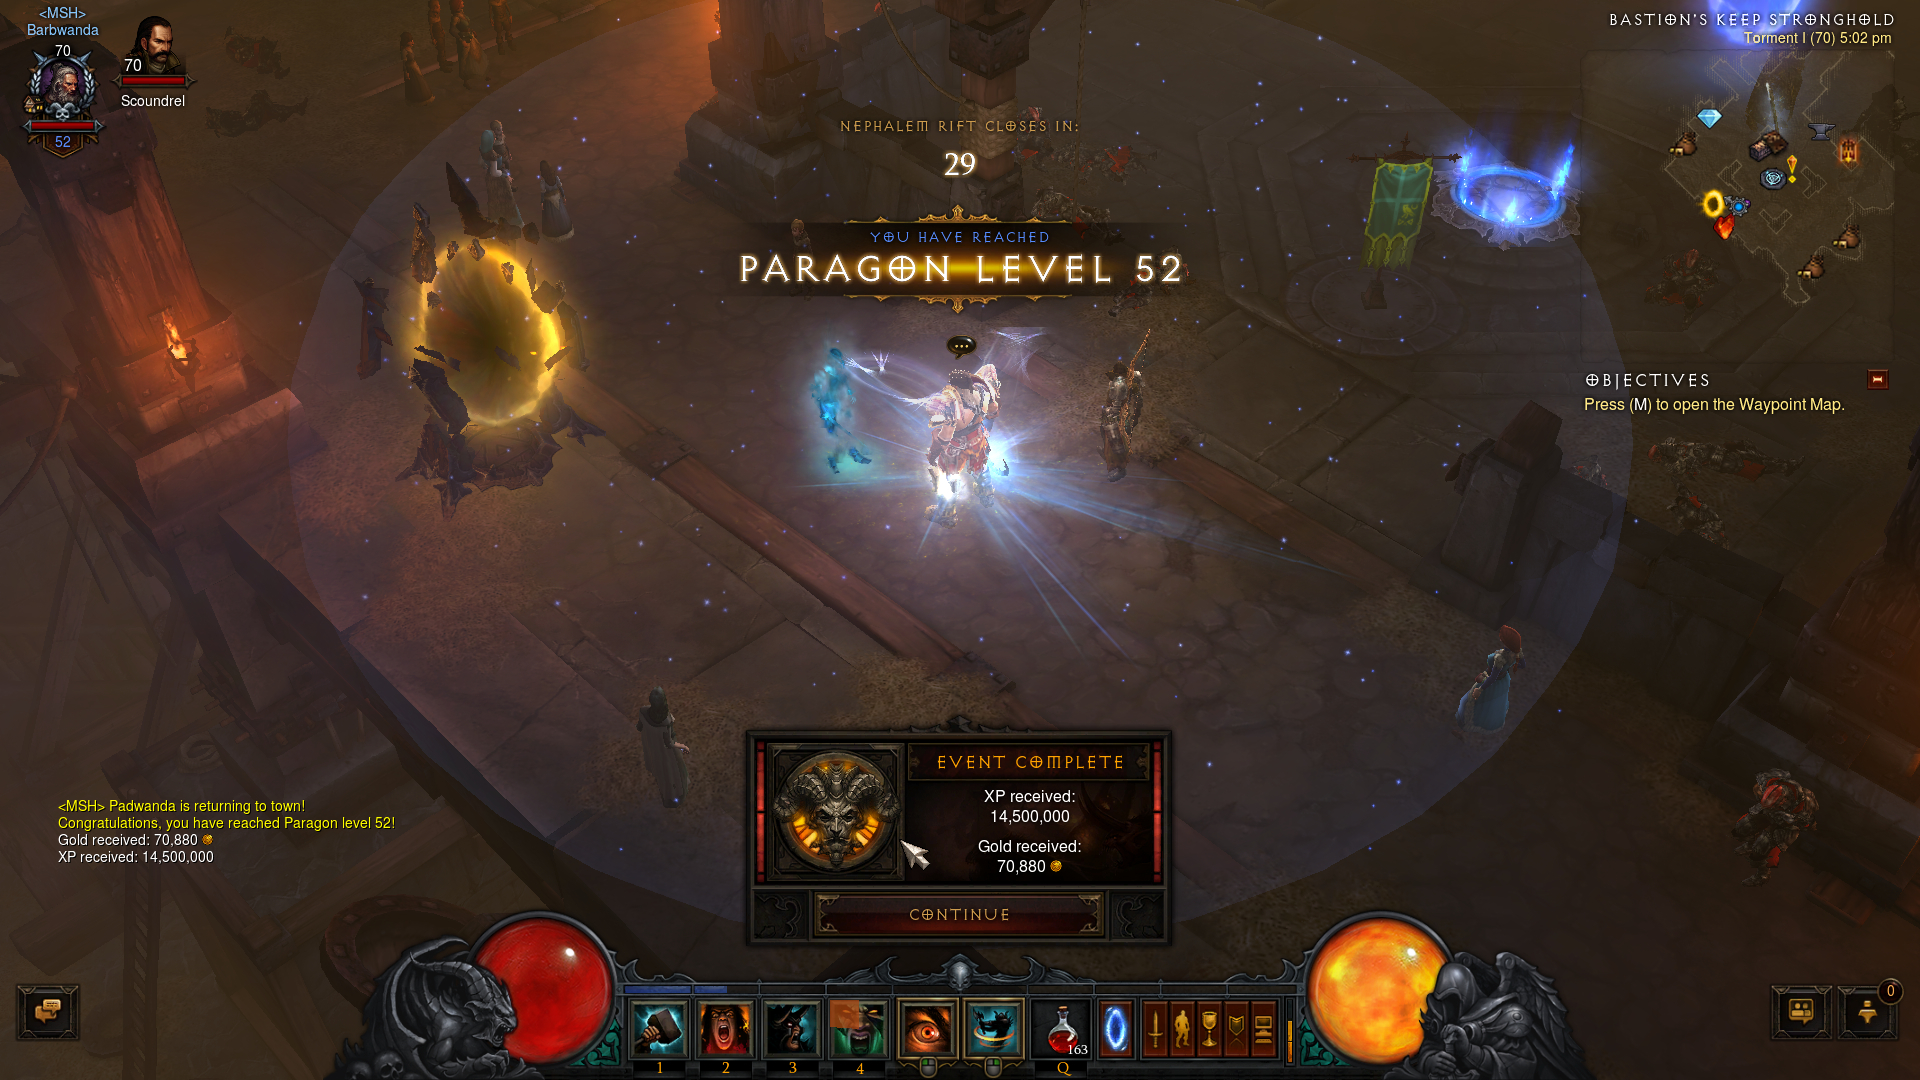 <MSH>
Barbwanda
70
52
70
Scoundrel
NEPHALEM RIFT CLOSES IN:
29
YOU HAVE REACHED
PARAGON LEVEL 52
BASTION'S KEEP STRONGHOLD
Torment I (70) 5:02 pm
OBJECTIVES
Press (M) to open the Waypoint Map.
<MSH> Padwanda is returning to town!
Congratulations, you have reached Paragon level 52!
Gold received: 70,880
XP received: 14,500,000
EVENT COMPLETE
XP received:
14,500,000
Gold received:
70,880
CONTINUE
163
1
2
3
4
Q
0